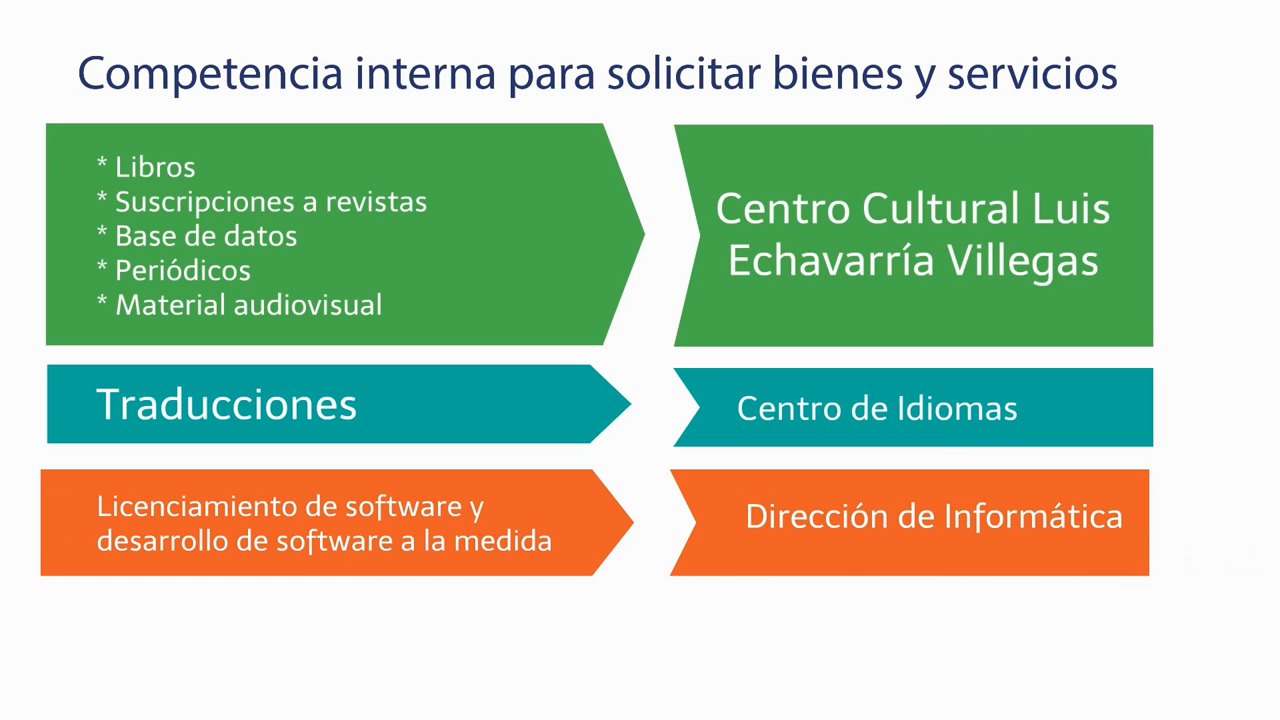 Competencia interna para solicitar bienes y servicios
* Libros
* Suscripciones a revistas
* Base de datos
* Periódicos
* Material audiovisual
Centro Cultural Luis
Echavarría Villegas
Traducciones
Centro de Idiomas
Licenciamiento de software y
desarrollo de software a la medida
Dirección de Informática